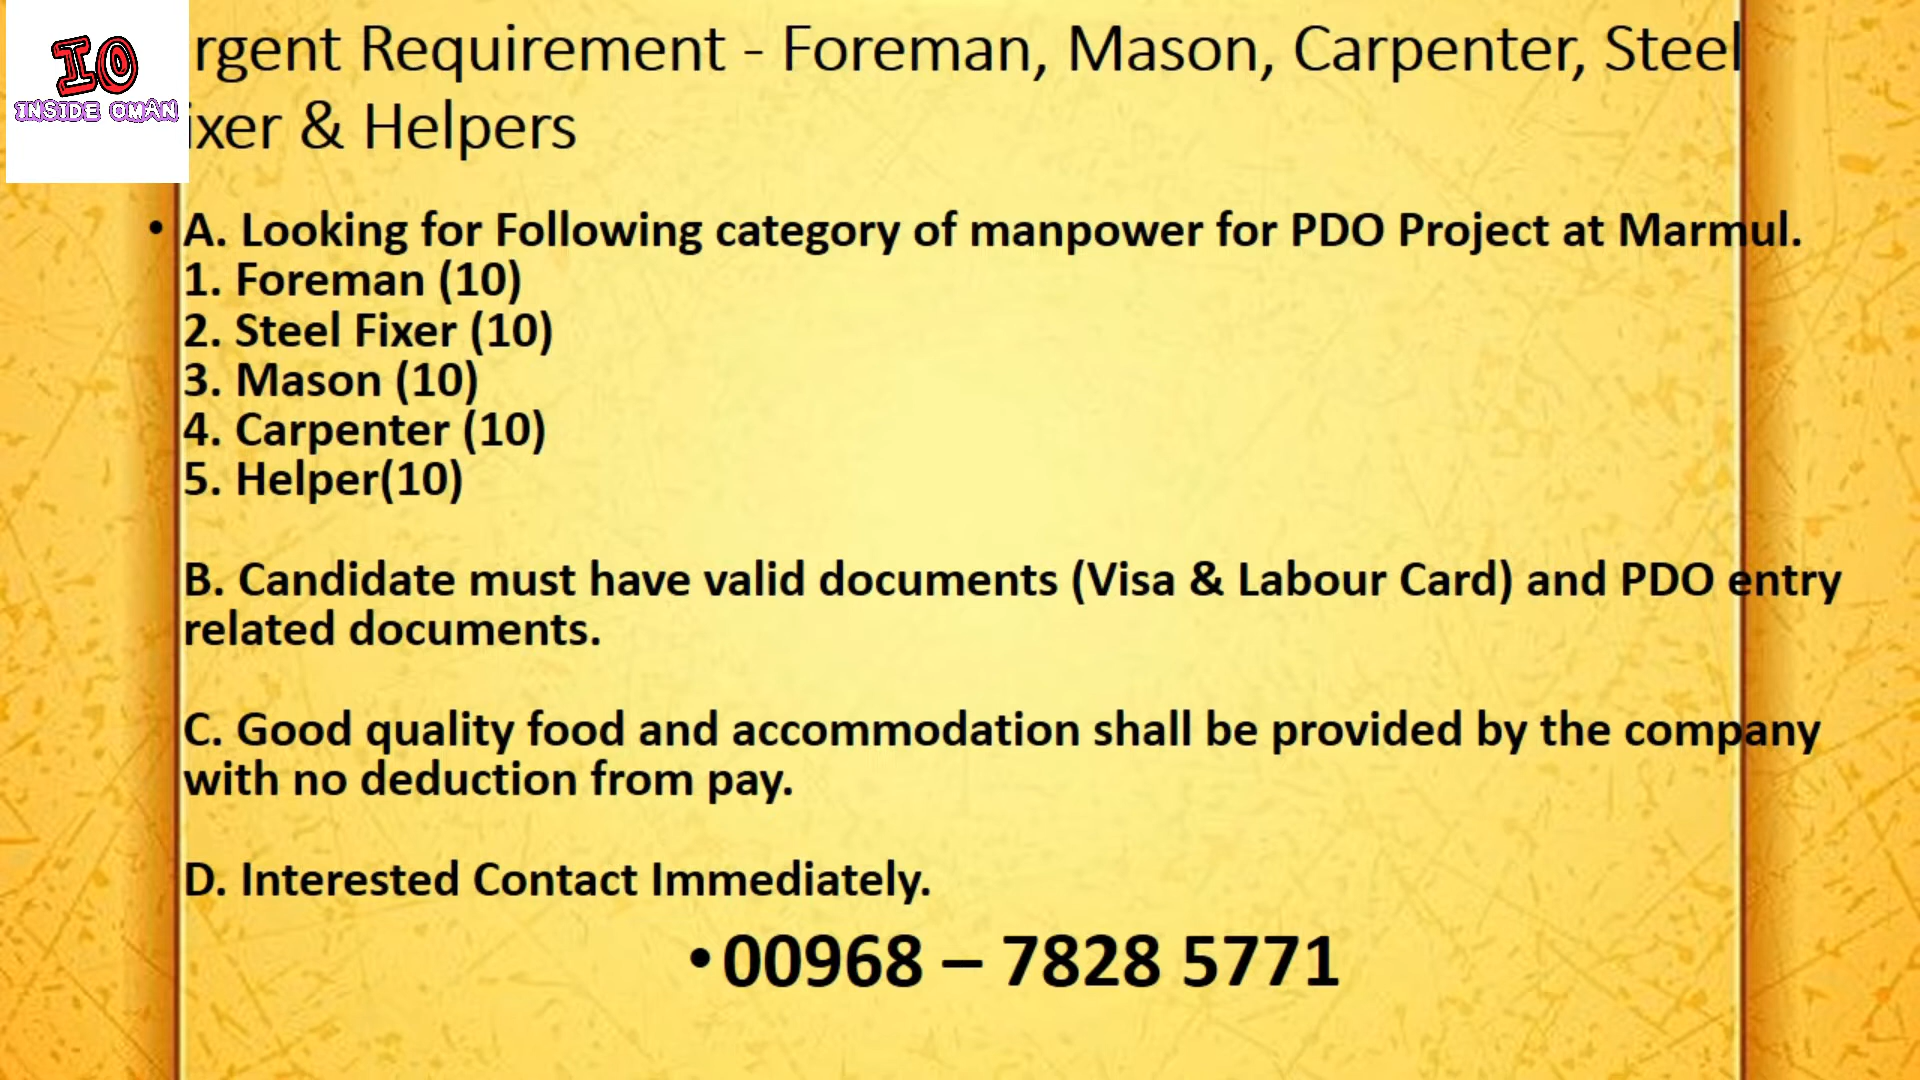 IO
INSIDE OMAN
rgent Requirement - Foreman, Mason, Carpenter, Steel
ixer & Helpers
• A. Looking for Following category of manpower for PDO Project at Marmul.
1. Foreman (10)
2. Steel Fixer (10)
3. Mason (10)
4. Carpenter (10)
5. Helper(10)
B. Candidate must have valid documents (Visa & Labour Card) and PDO entry
related documents.
C. Good quality food and accommodation shall be provided by the company
with no deduction from pay.
D. Interested Contact Immediately.
• 00968 – 7828 5771